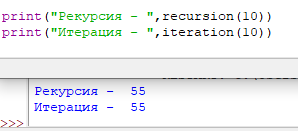 print("Рекурсия - ",recursion(10))
print("Итерация - ",iteration(10))
Рекурсия -  55
Итерация -  55
>>>